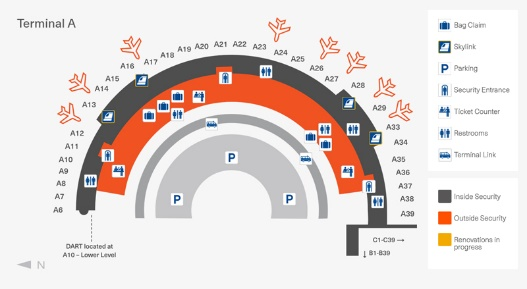 Terminal A
A6
A7
A8
A9
A10
A11
A12
A13
A14
A15
A16
A17
A18
A19
A20
A21
A22
A23
A24
A25
A26
A27
A28
A29
A33
A34
A35
A36
A37
A38
A39
P
P
P
DART located at
A10 – Lower Level
N
C1-C39 →
↓ B1-B39
Bag Claim
Skylink
P Parking
Security Entrance
Ticket Counter
Restrooms
Terminal Link
Inside Security
Outside Security
Renovations in
progress